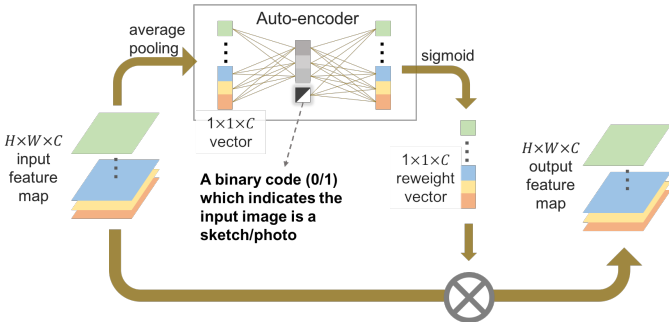 Auto-encoder
average
pooling
sigmoid
1×1×C
vector
H×W×C
input
feature
map
A binary code (0/1)
which indicates the
input image is a
sketch/photo
1×1×C
reweight
vector
H×W×C
output
feature
map